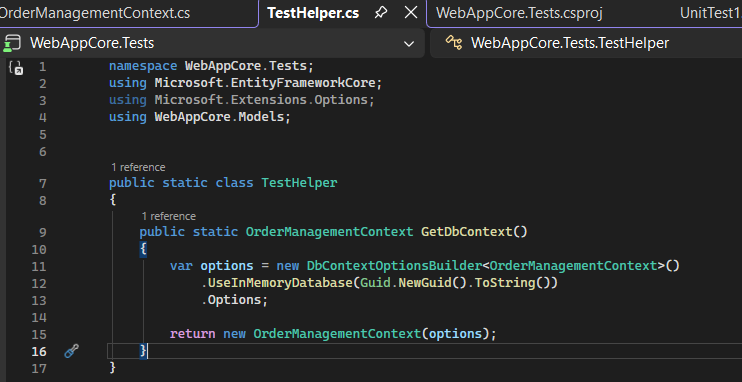 OrderManagementContext.cs
TestHelper.cs
WebAppCore.Tests.csproj
UnitTest1.
WebAppCore.Tests
WebAppCore.Tests.TestHelper
1 namespace WebAppCore.Tests;
2 using Microsoft.EntityFrameworkCore;
3 using Microsoft.Extensions.Options;
4 using WebAppCore.Models;
5
6
1 reference
7 public static class TestHelper
8 {
1 reference
9 public static OrderManagementContext GetDbContext()
10 {
11 var options = new DbContextOptionsBuilder<OrderManagementContext>()
12 .UseInMemoryDatabase(Guid.NewGuid().ToString())
13 .Options;
14
15 return new OrderManagementContext(options);
16 }
17 }